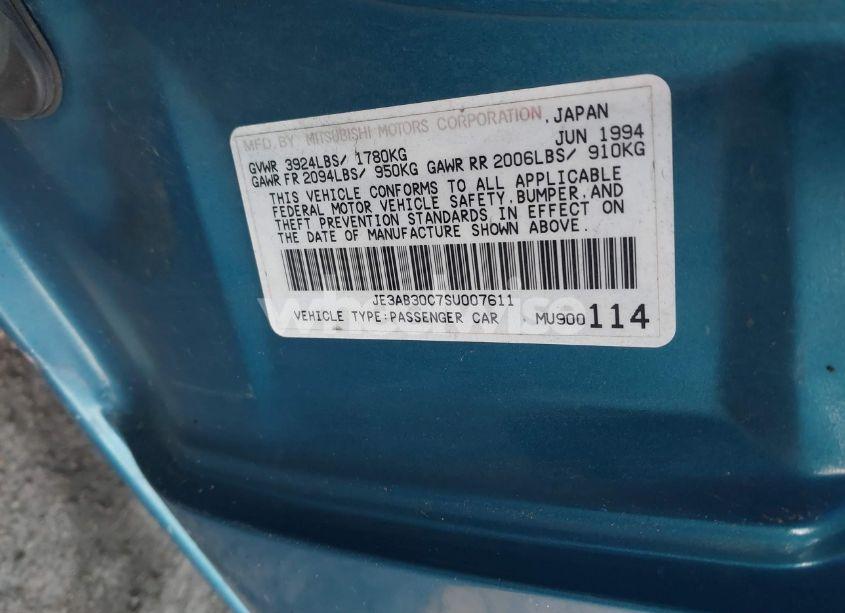 MFD.BY MITSUBISHI MOTORS CORPORATION, JAPAN
JUN 1994
GVWR 3924LBS/ 1780KG
GAWR FR 2094LBS/ 950KG GAWR RR 2006LBS/ 910KG
THIS VEHICLE CONFORMS TO ALL APPLICABLE
FEDERAL MOTOR VEHICLE SAFETY, BUMPER, AND
THEFT PREVENTION STANDARDS IN EFFECT ON
THE DATE OF MANUFACTURE SHOWN ABOVE.
JE3AB30C7SU007611
VEHICLE TYPE:PASSENGER CAR MU900114